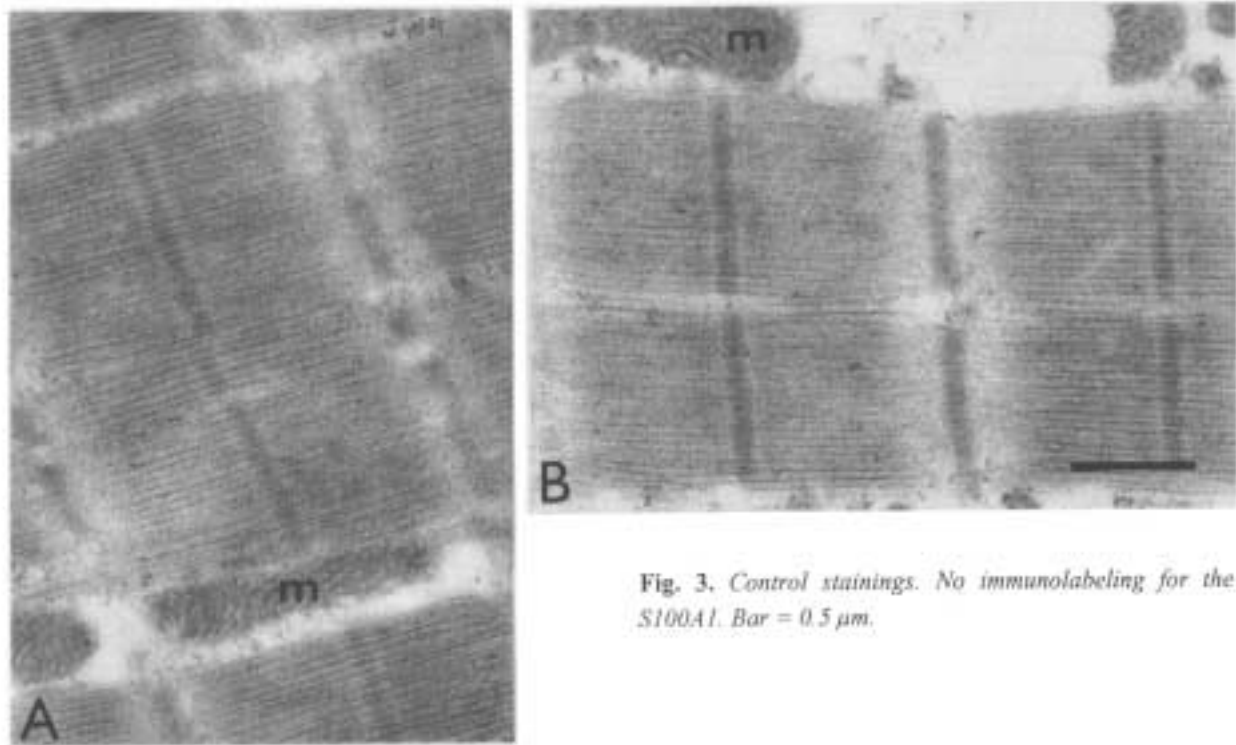 m
m
A
B
Fig. 3. Control stainings. No immunolabeling for the
S100A1. Bar = 0.5 μm.